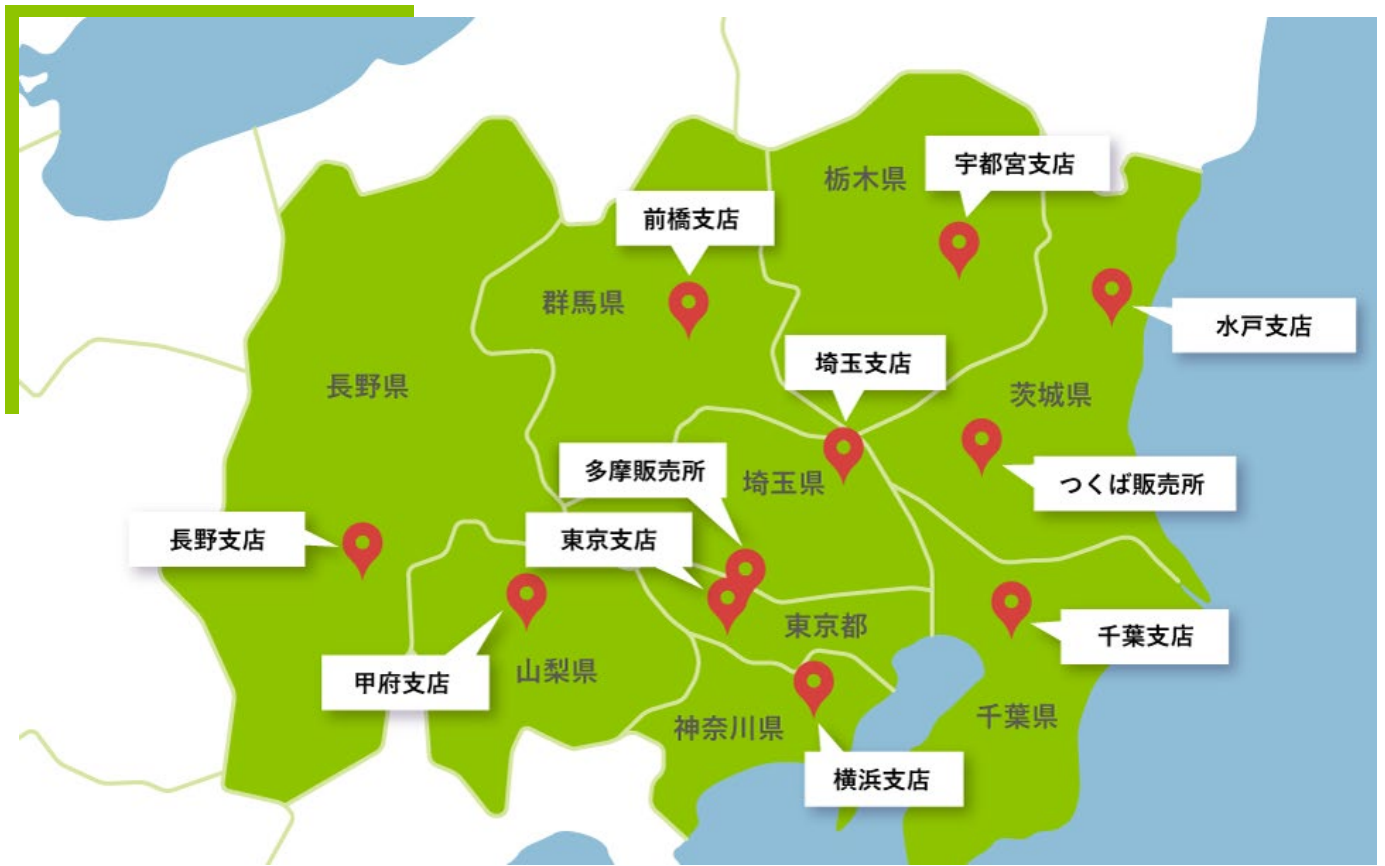 栃木県
宇都宮支店
前橋支店
群馬県
水戸支店
埼玉支店
長野県
茨城県
多摩販売所
埼玉県
つくば販売所
長野支店
東京支店
東京都
千葉支店
甲府支店
山梨県
神奈川県
千葉県
横浜支店